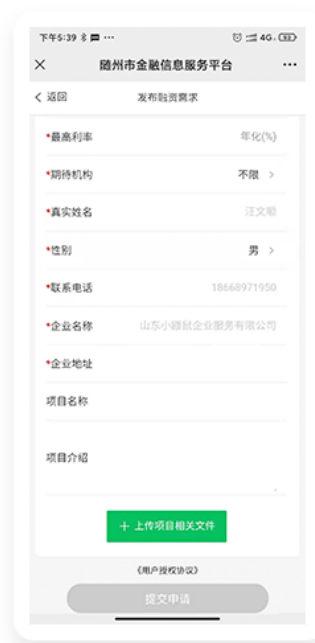 下午5:39 ··· 4G 93
随州市金融信息服务平台 ···
返回 发布融资需求
*最高利率 年化(%)
*期待机构 不限 >
*真实姓名 汪文顺
*性别 男 >
*联系电话 18668971950
*企业名称 山东小膨鼠企业服务有限公司
*企业地址
项目名称
项目介绍
+ 上传项目相关文件
《用户授权协议》
提交申请